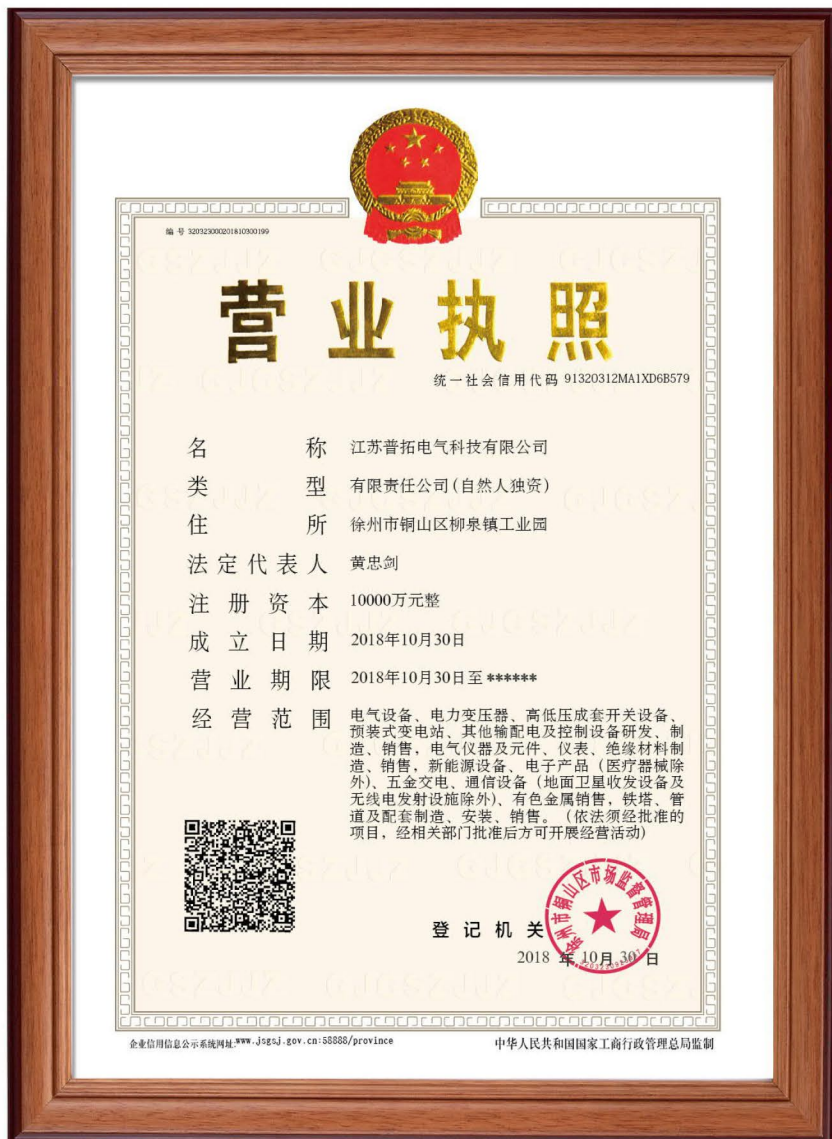 编 号 320323000201810300199
营业执照
统一社会信用代码 91320312MA1XD6B579
名称 江苏普拓电气科技有限公司
类型 有限责任公司(自然人独资)
住所 徐州市铜山区柳泉镇工业园
法定代表人 黄忠剑
注册资本 10000万元整
成立日期 2018年10月30日
营业期限 2018年10月30日至******
经营范围 电气设备、电力变压器、高低压成套开关设备、
预装式变电站、其他输配电及控制设备研发、制
造、销售，电气仪器及元件、仪表、绝缘材料制
造、销售，新能源设备、电子产品（医疗器械除
外）、五金交电、通信设备（地面卫星收发设备及
无线电发射设施除外）、有色金属销售，铁塔、管
道及配套制造、安装、销售。（依法须经批准的
项目，经相关部门批准后方可开展经营活动）
徐州市铜山区市场监督管理局
登记机关
2018 年 10月 30 日
企业信用信息公示系统网址:www.jsgsj.gov.cn:58888/province
中华人民共和国国家工商行政管理总局监制